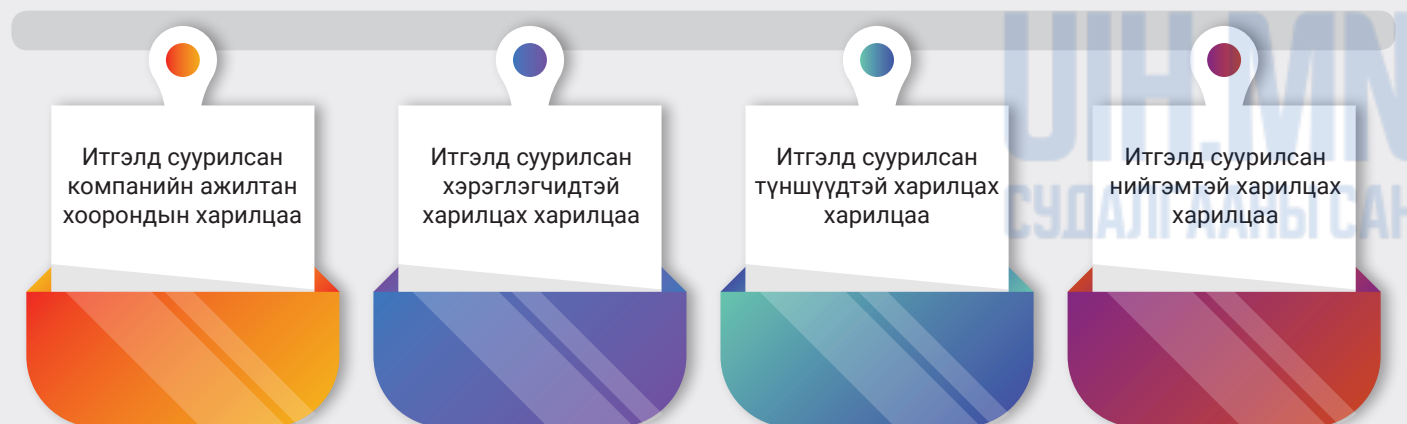 Итгэлд суурилсан
компанийн ажилтан
хоорондын харилцаа
Итгэлд суурилсан
хэрэглэгчидтэй
харилцах харилцаа
Итгэлд суурилсан
түншүүдтэй харилцах
харилцаа
Итгэлд суурилсан
нийгэмтэй харилцах
харилцаа